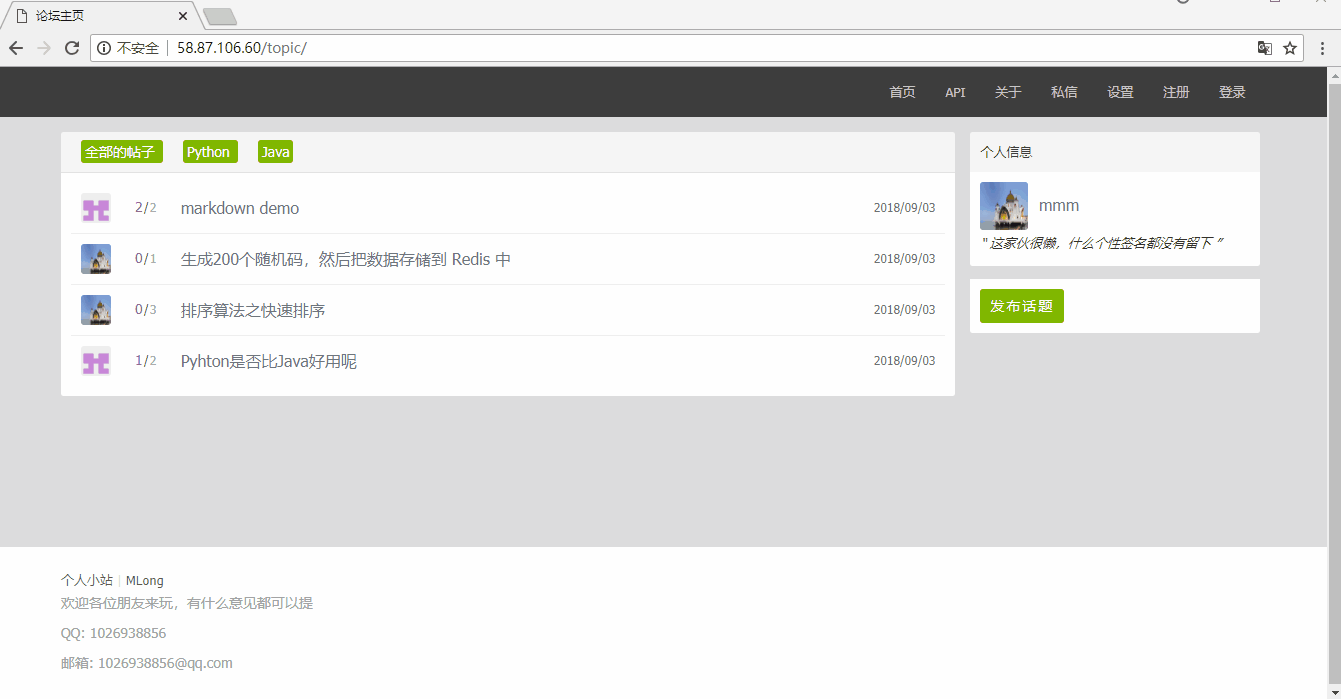 论坛主页
不安全 58.87.106.60/topic/
首页 API 关于 私信 设置 注册 登录
全部的帖子 Python Java
2/2 markdown demo 2018/09/03
0/1 生成200个随机码，然后把数据存储到 Redis 中 2018/09/03
0/3 排序算法之快速排序 2018/09/03
1/2 Pyhton是否比Java好用呢 2018/09/03
个人信息
mmm
" 这家伙很懒，什么个性签名都没有留下 "
发布话题
个人小站 | MLong
欢迎各位朋友来玩，有什么意见都可以提
QQ: 1026938856
邮箱: 1026938856@qq.com